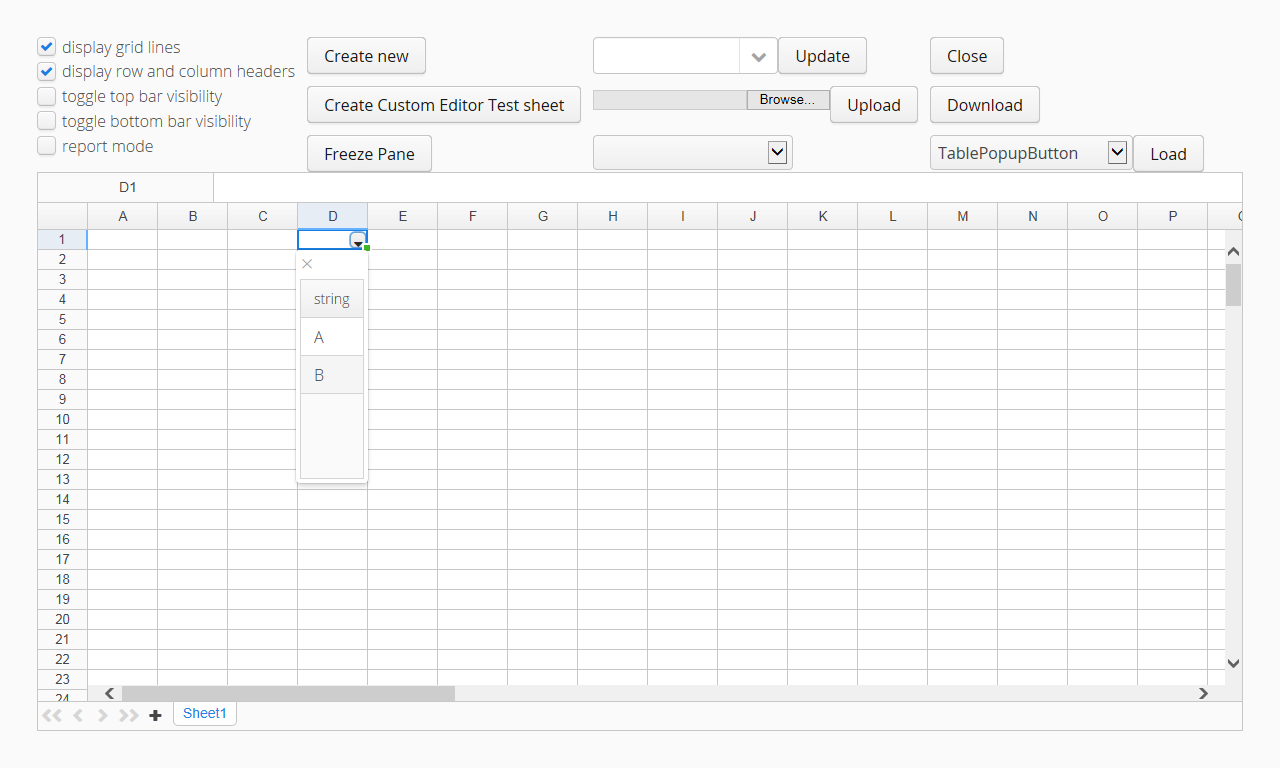 display grid lines
display row and column headers
toggle top bar visibility
toggle bottom bar visibility
report mode
Create new
Update
Close
Create Custom Editor Test sheet
Browse...
Upload
Download
Freeze Pane
TablePopupButton
Load
D1
A B C D E F G H I J K L M N O P
1
2
3
4
5
6
7
8
9
10
11
12
13
14
15
16
17
18
19
20
21
22
23
24
string
A
B
Sheet1